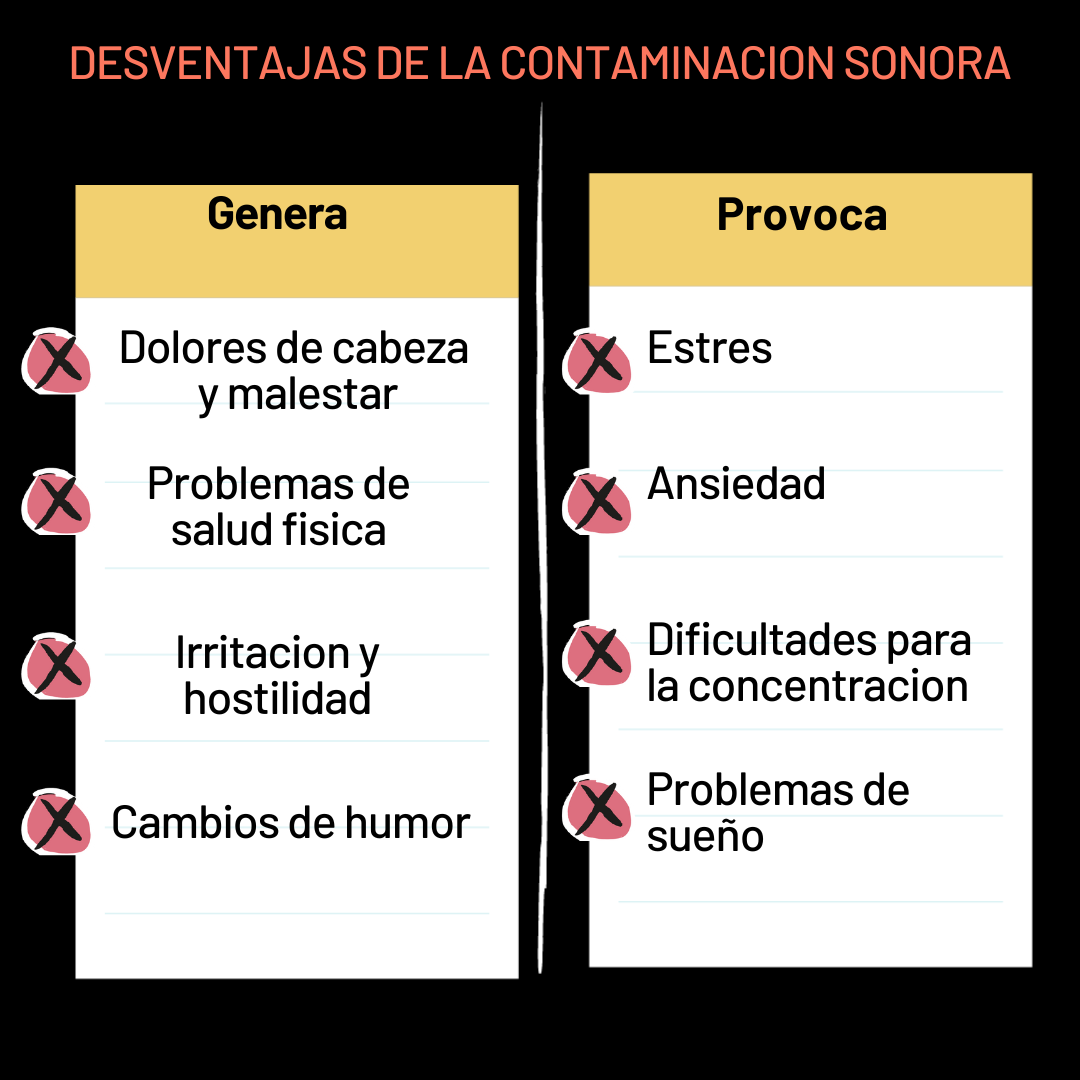 DESVENTAJAS DE LA CONTAMINACION SONORA
Genera
Dolores de cabeza
y malestar
Problemas de
salud fisica
Irritacion y
hostilidad
Cambios de humor
Provoca
Estres
Ansiedad
Dificultades para
la concentracion
Problemas de
sueño